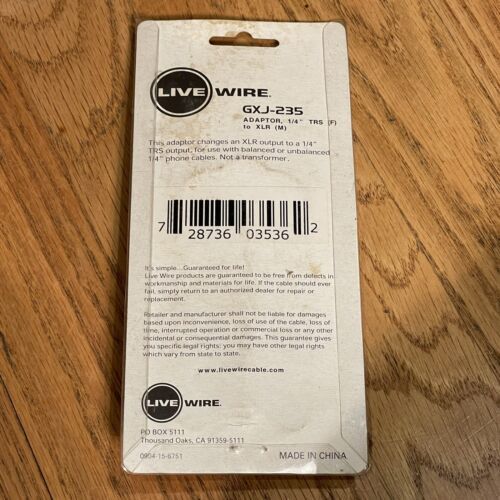 LIVE WIRE.
GXJ-235
ADAPTOR, 1/4" TRS (F)
to XLR (M)
This adaptor changes an XLR output to a 1/4"
TRS output, for use with balanced or unbalanced
1/4" phone cables. Not a transformer.
7 28736 03536 2
It's simple...Guaranteed for life!
Live Wire products are guaranteed to be free from defects in
workmanship and materials for life. If the cable should ever
fail, simply return to an authorized dealer for repair or
replacement.
Retailer and manufacturer shall not be liable for damages
based upon inconvenience, loss of use of the cable, loss of
time, interrupted operation or commercial loss or any other
incidental or consequential damages. This guarantee gives
you specific legal rights; you may have other legal rights
which vary from state to state.
www.livewirecable.com
LIVE WIRE.
PO BOX 5111
Thousand Oaks, CA 91359-5111
0904-15-6751
MADE IN CHINA